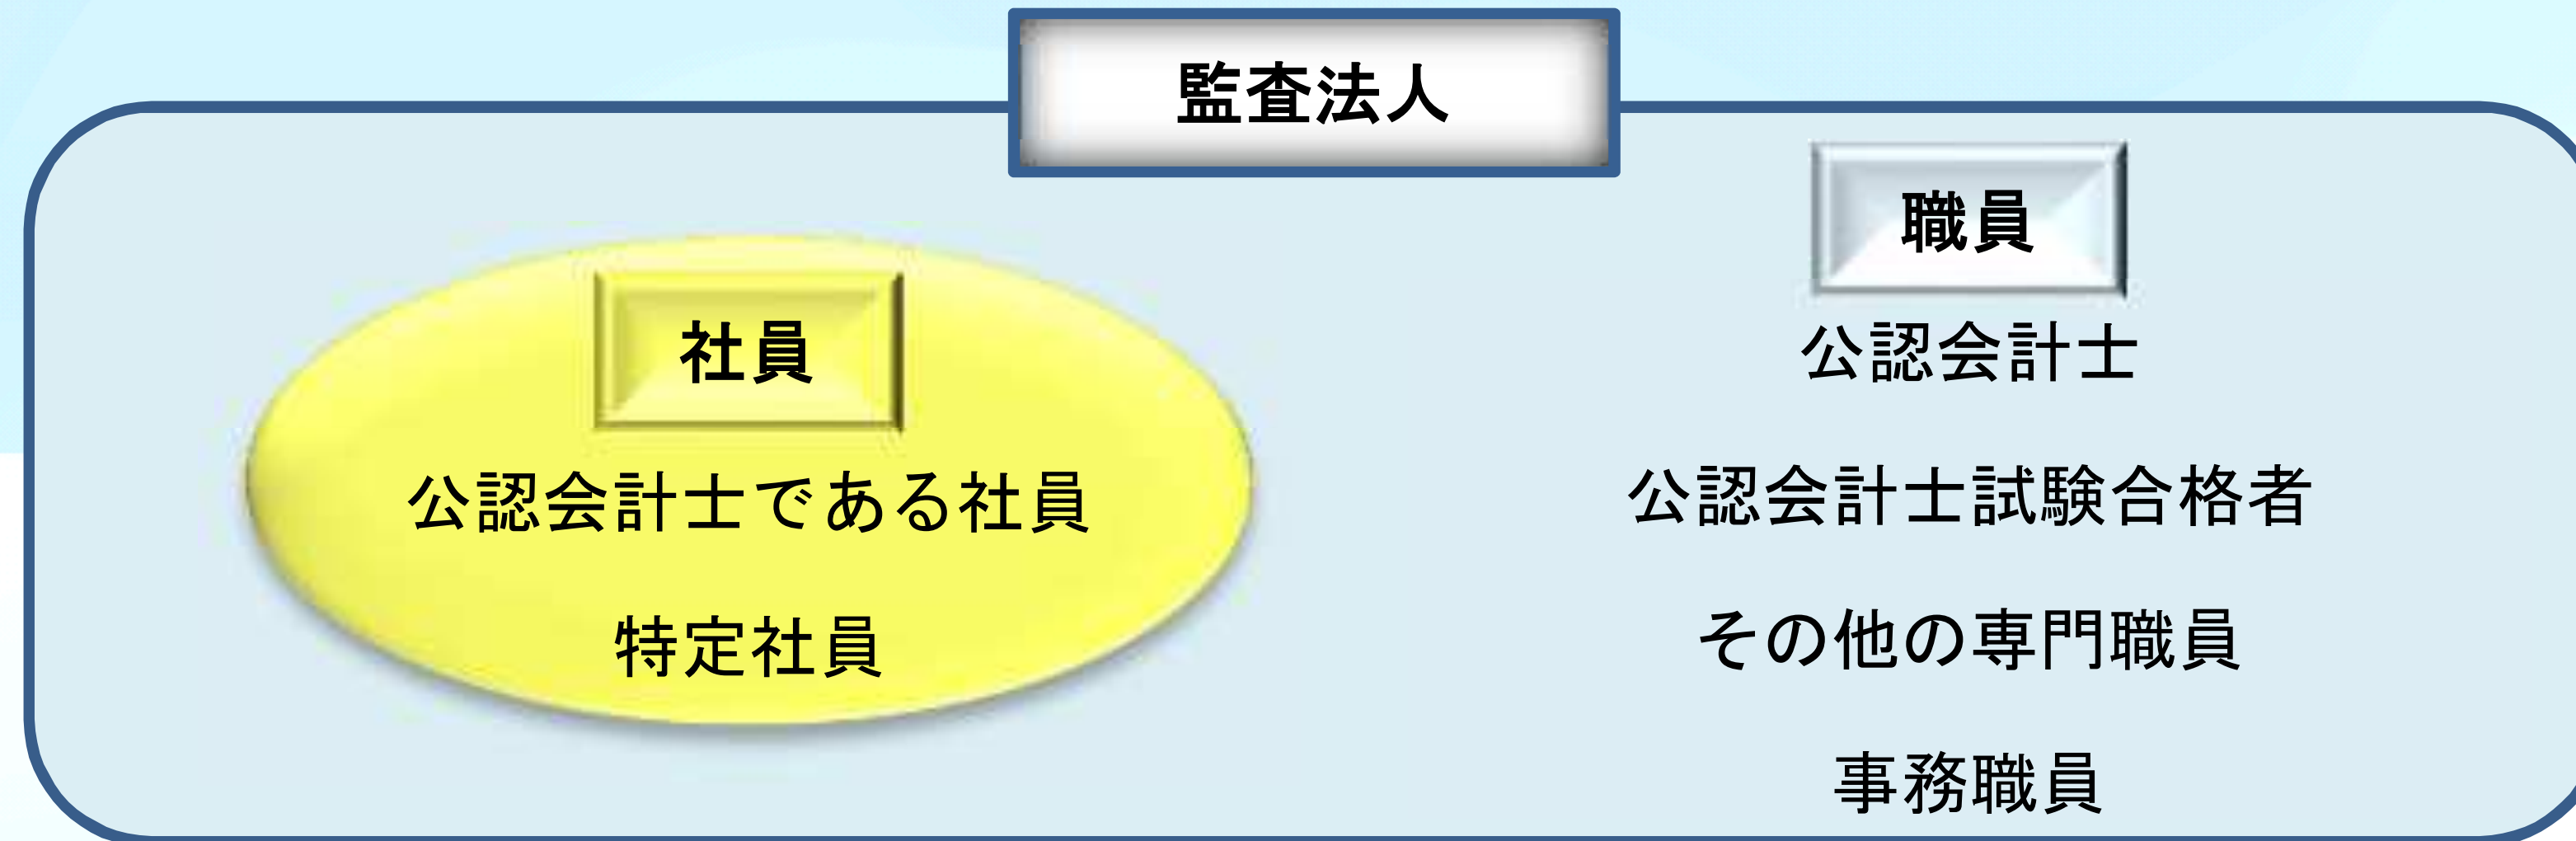 監査法人
社員
公認会計士である社員
特定社員
職員
公認会計士
公認会計士試験合格者
その他の専門職員
事務職員